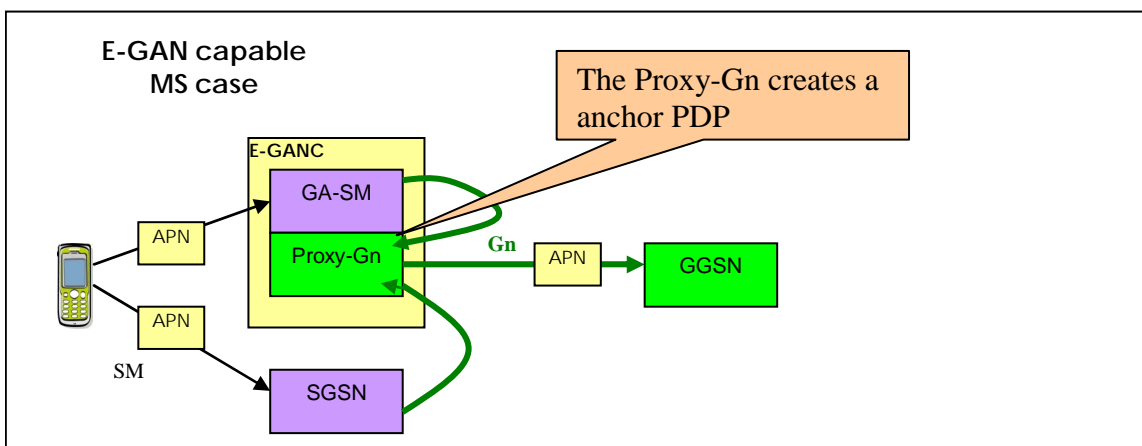 E-GAN capable
MS case
The Proxy-Gn creates a
anchor PDP
E-GANC
GA-SM
APN
Proxy-Gn
Gn
APN
GGSN
APN
SM
SGSN